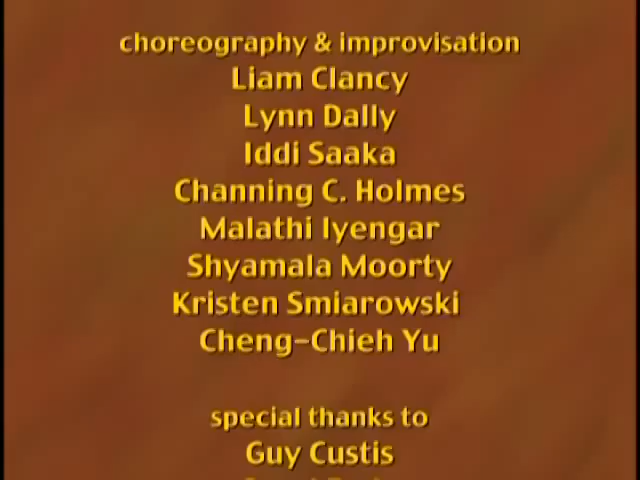 choreography & improvisation
Liam Clancy
Lynn Dally
Iddi Saaka
Channing C. Holmes
Malathi Iyengar
Shyamala Moorty
Kristen Smiarowski
Cheng-Chieh Yu
special thanks to
Guy Custis